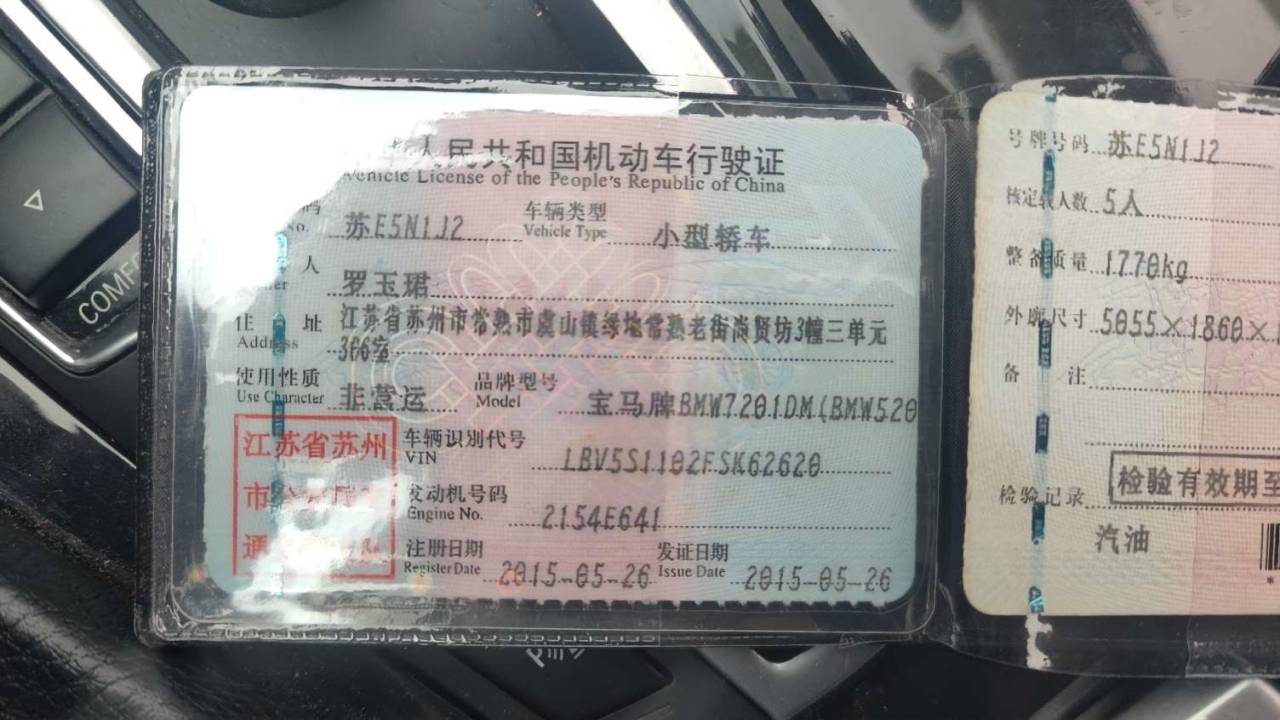 人民共和国机动车行驶证
Vehicle License of the People's Republic of China
码 苏E5N1J2 车辆类型 小型轿车
No. Vehicle Type
人 罗玉珺
住 址 江苏省苏州市常熟市虞山镇绿地常熟老街尚贤坊3幢三单元
Address 306室
使用性质 非营运 品牌型号 宝马牌BMW7201DM(BMW520
Use Character Model
江苏省苏州
市
通
车辆识别代号 LBV5S1102FSK62620
VIN
发动机号码 2154E641
Engine No.
注册日期 2015-05-26 发证日期 2015-05-26
Register Date Issue Date
号牌号码 苏E5N1J2
核定载人数 5人
整备质量 1770kg
外廓尺寸 5055×1860×
备 注
检验记录 检验有效期至
汽油
COMF